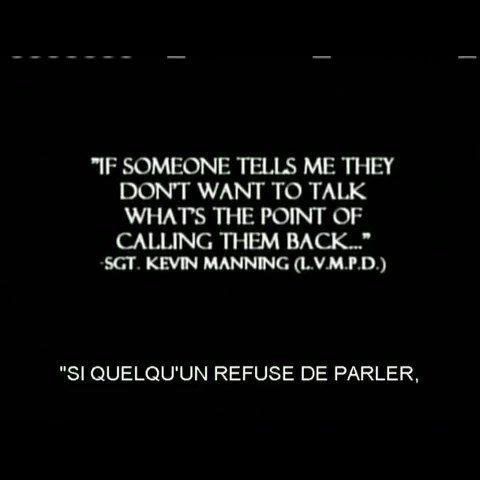 "IF SOMEONE TELLS ME THEY
DON'T WANT TO TALK
WHAT'S THE POINT OF
CALLING THEM BACK..."
-SGT. KEVIN MANNING (L.V.M.P.D.)
"SI QUELQU'UN REFUSE DE PARLER,